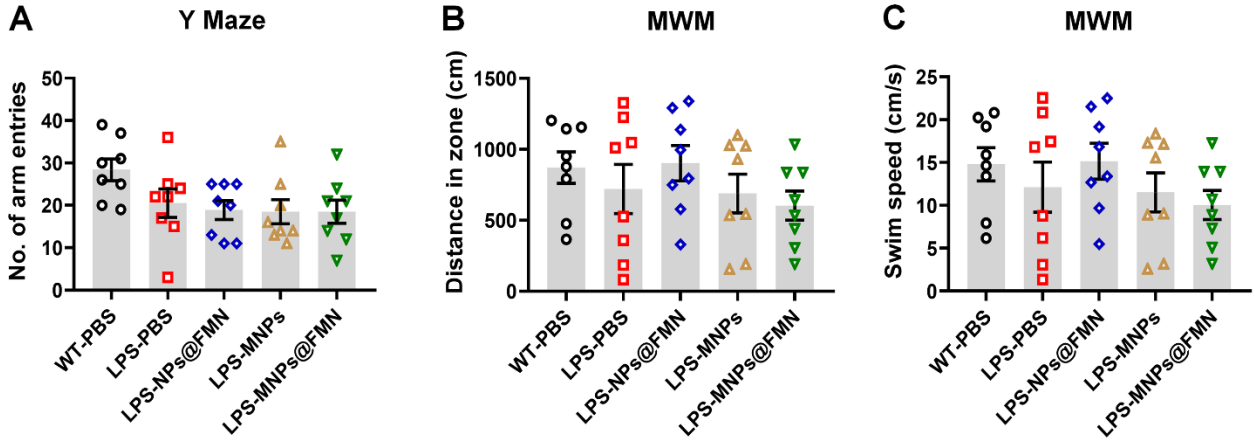 A
Y Maze
No. of arm entries
50
40
30
20
10
0
WT-PBS
LPS-PBS
LPS-NPs@FMN
LPS-MNPs
LPS-MNPs@FMN
B
MWM
Distance in zone (cm)
1500
1000
500
0
WT-PBS
LPS-PBS
LPS-NPs@FMN
LPS-MNPs
LPS-MNPs@FMN
C
MWM
Swim speed (cm/s)
25
20
15
10
5
0
WT-PBS
LPS-PBS
LPS-NPs@FMN
LPS-MNPs
LPS-MNPs@FMN